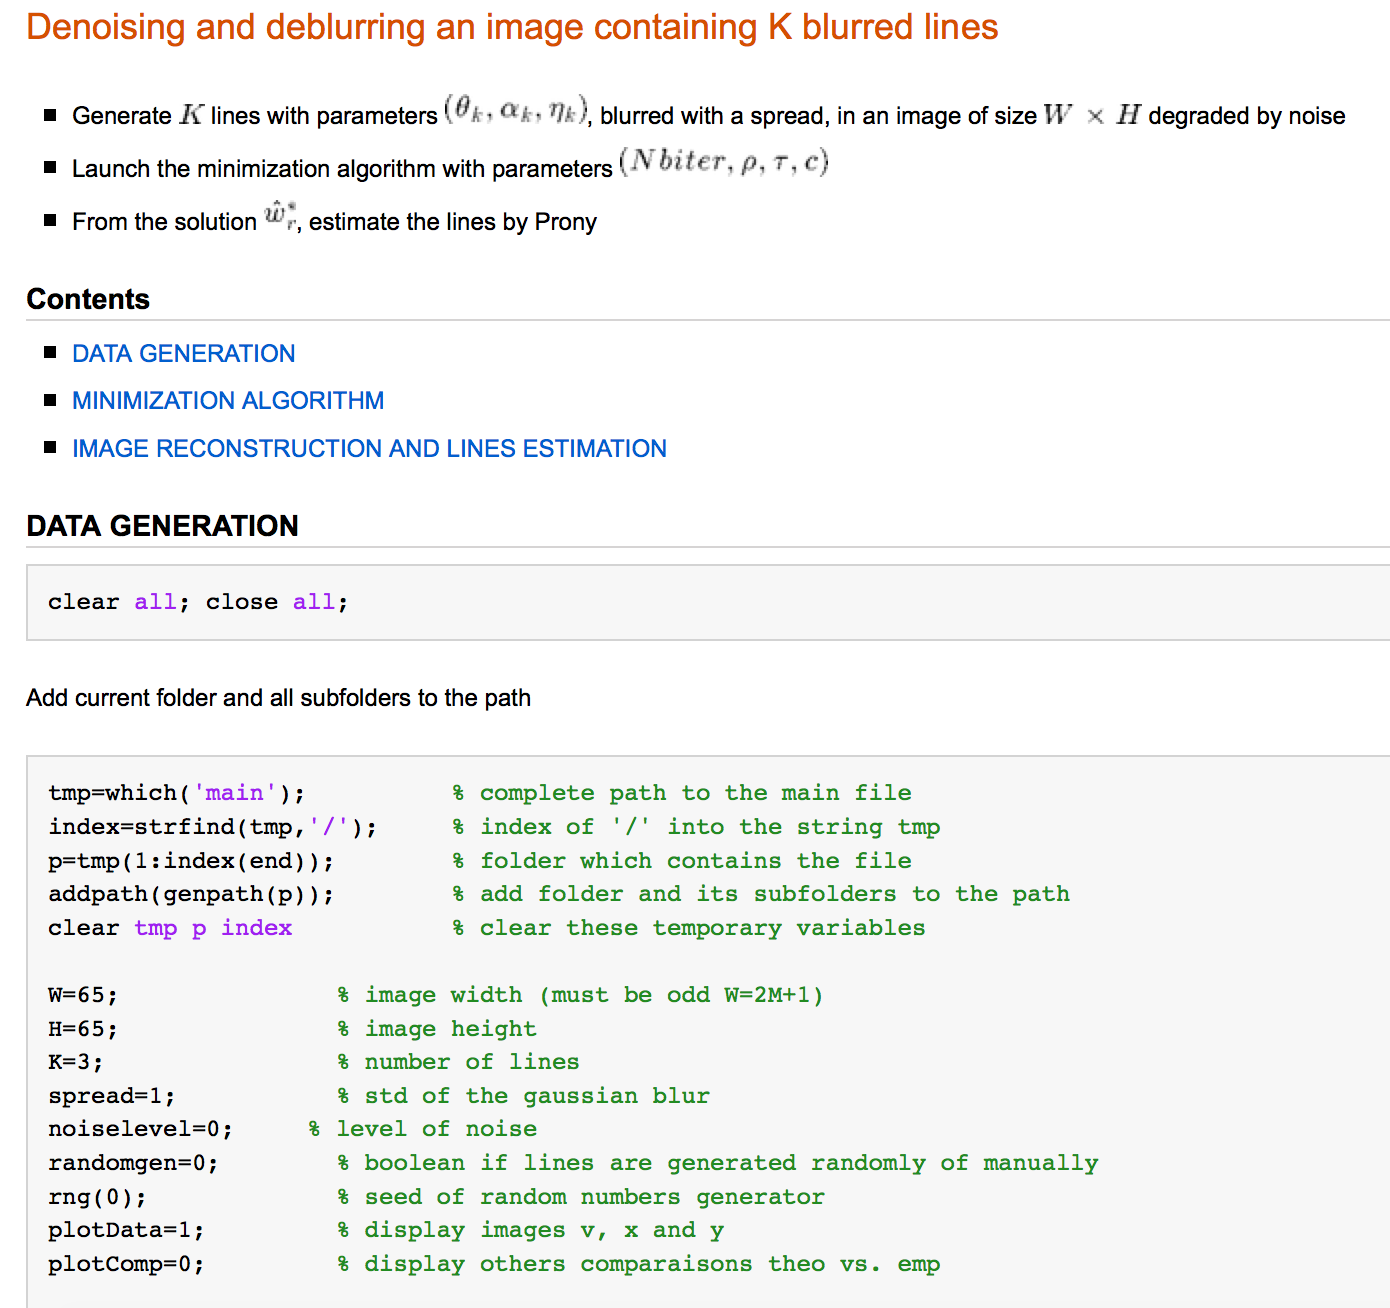 Denoising and deblurring an image containing K blurred lines
Generate K lines with parameters (θk, αk, ηk), blurred with a spread, in an image of size W × H degraded by noise
Launch the minimization algorithm with parameters (Nbiter, ρ, τ, c)
From the solution ŵ*r, estimate the lines by Prony
Contents
DATA GENERATION
MINIMIZATION ALGORITHM
IMAGE RECONSTRUCTION AND LINES ESTIMATION
DATA GENERATION
clear all; close all;
Add current folder and all subfolders to the path
tmp=which('main'); % complete path to the main file
index=strfind(tmp,'/'); % index of '/' into the string tmp
p=tmp(1:index(end)); % folder which contains the file
addpath(genpath(p)); % add folder and its subfolders to the path
clear tmp p index % clear these temporary variables
W=65; % image width (must be odd W=2M+1)
H=65; % image height
K=3; % number of lines
spread=1; % std of the gaussian blur
noiselevel=0; % level of noise
randomgen=0; % boolean if lines are generated randomly of manually
rng(0); % seed of random numbers generator
plotData=1; % display images v, x and y
plotComp=0; % display others comparaisons theo vs. emp